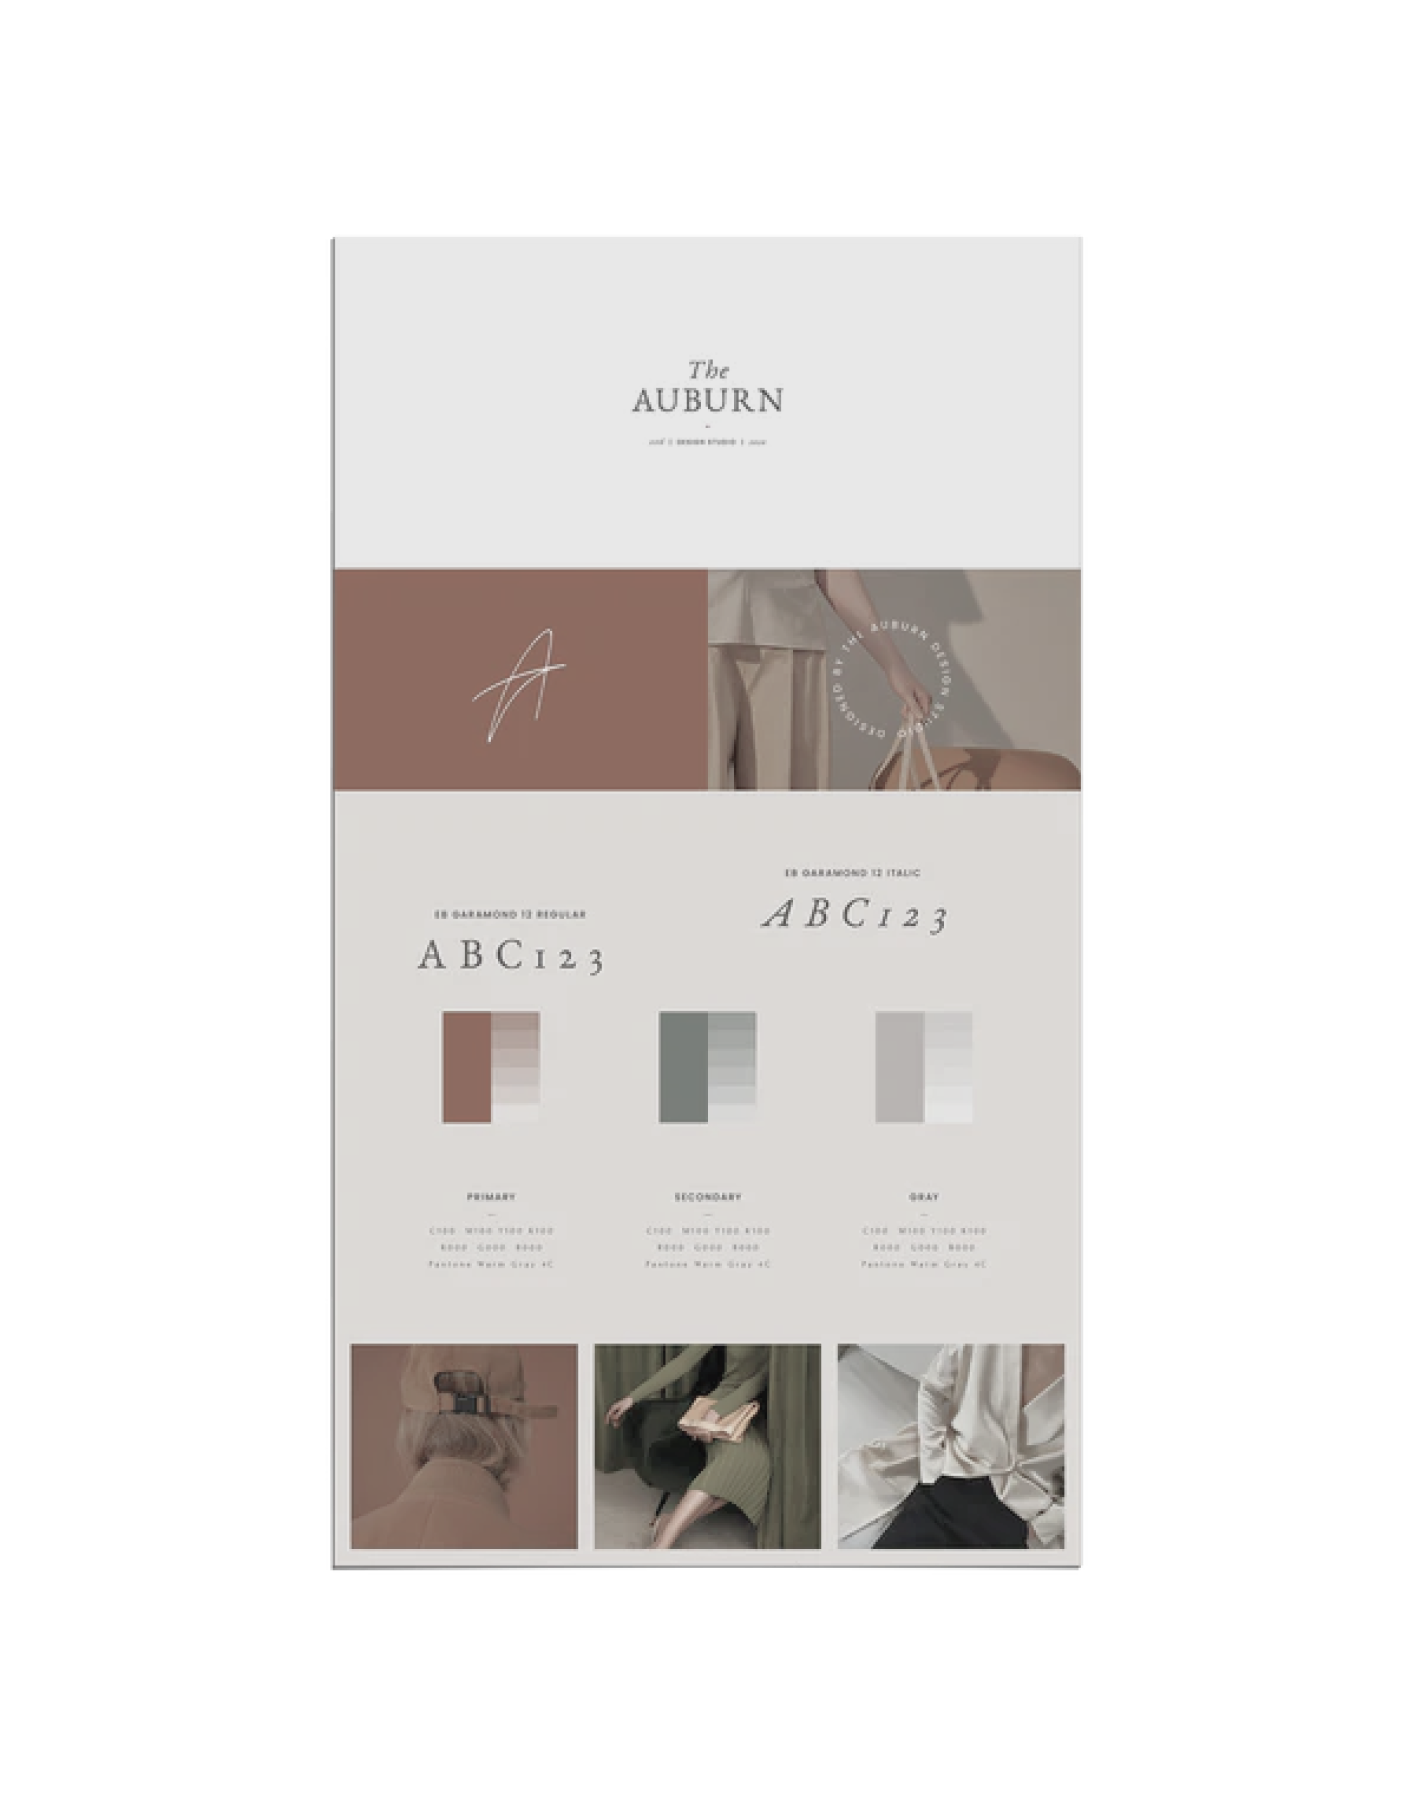 The
AUBURN
DESIGN STUDIO
A
DESIGNED BY THE AUBURN DESIGN STUDIO
EB GARAMOND 12 ITALIC
ABC123
EB GARAMOND 12 REGULAR
ABC123
PRIMARY
SECONDARY
GRAY
C100 M100 Y100 K100
C100 M100 Y100 K100
C100 M100 Y100 K100
R000 G000 B000
R000 G000 B000
R000 G000 B000
Pantone Warm Gray 4C
Pantone Warm Gray 4C
Pantone Warm Gray 4C